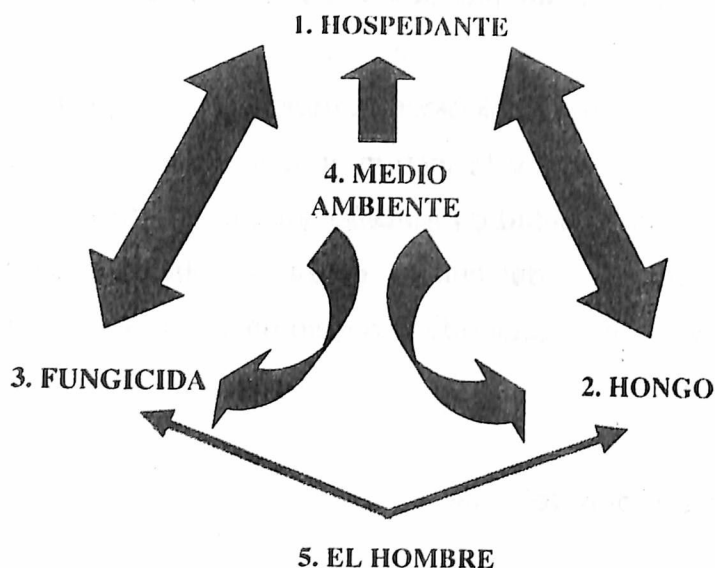 1. HOSPEDANTE
4. MEDIO
AMBIENTE
3. FUNGICIDA
2. HONGO
5. EL HOMBRE